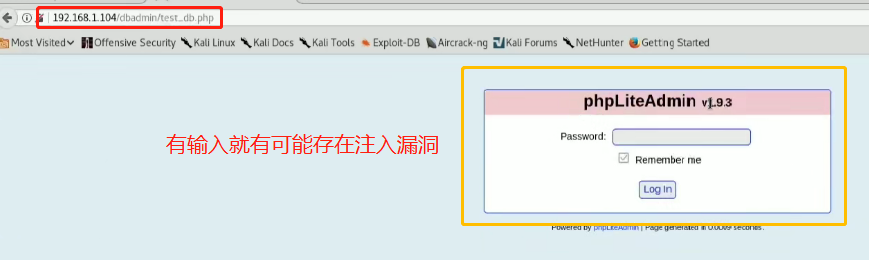 192.168.1.104/dbadmin/test_db.php
Most Visited Offensive Security Kali Linux Kali Docs Kali Tools Exploit-DB Aircrack-ng Kali Forums NetHunter Getting Started
phpLiteAdmin v1.9.3
有输入就有可能存在注入漏洞
Password:
Remember me
Log In
Powered by phpLiteAdmin | Page generated in 0.0009 seconds.